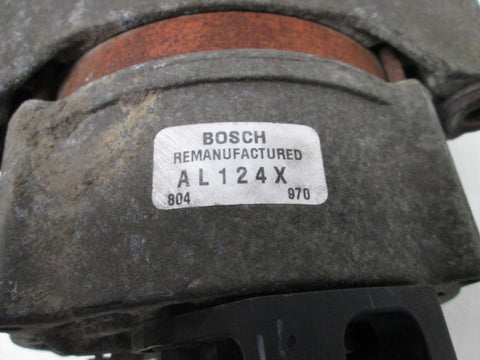 BOSCH
REMANUFACTURED
AL124X
804 970